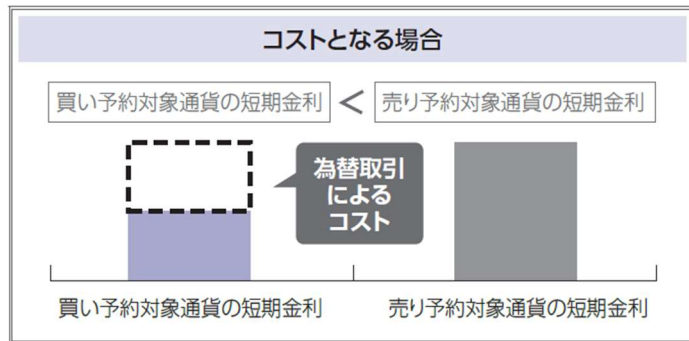 コストとなる場合
買い予約対象通貨の短期金利 < 売り予約対象通貨の短期金利
為替取引
による
コスト
買い予約対象通貨の短期金利
売り予約対象通貨の短期金利